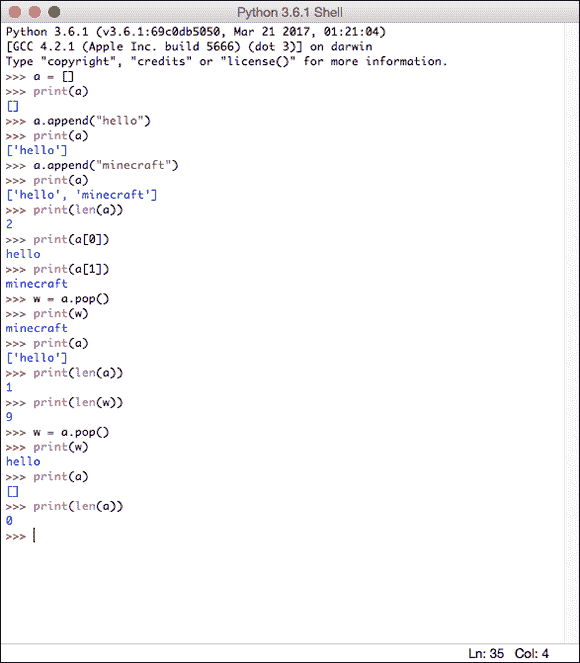 Python 3.6.1 Shell
Python 3.6.1 (v3.6.1:69c0db5050, Mar 21 2017, 01:21:04)
[GCC 4.2.1 (Apple Inc. build 5666) (dot 3)] on darwin
Type "copyright", "credits" or "license()" for more information.
>>> a = []
>>> print(a)
[]
>>> a.append("hello")
>>> print(a)
['hello']
>>> a.append("minecraft")
>>> print(a)
['hello', 'minecraft']
>>> print(len(a))
2
>>> print(a[0])
hello
>>> print(a[1])
minecraft
>>> w = a.pop()
>>> print(w)
minecraft
>>> print(a)
['hello']
>>> print(len(a))
1
>>> print(len(w))
9
>>> w = a.pop()
>>> print(w)
hello
>>> print(a)
[]
>>> print(len(a))
0
>>>
Ln: 35 Col: 4